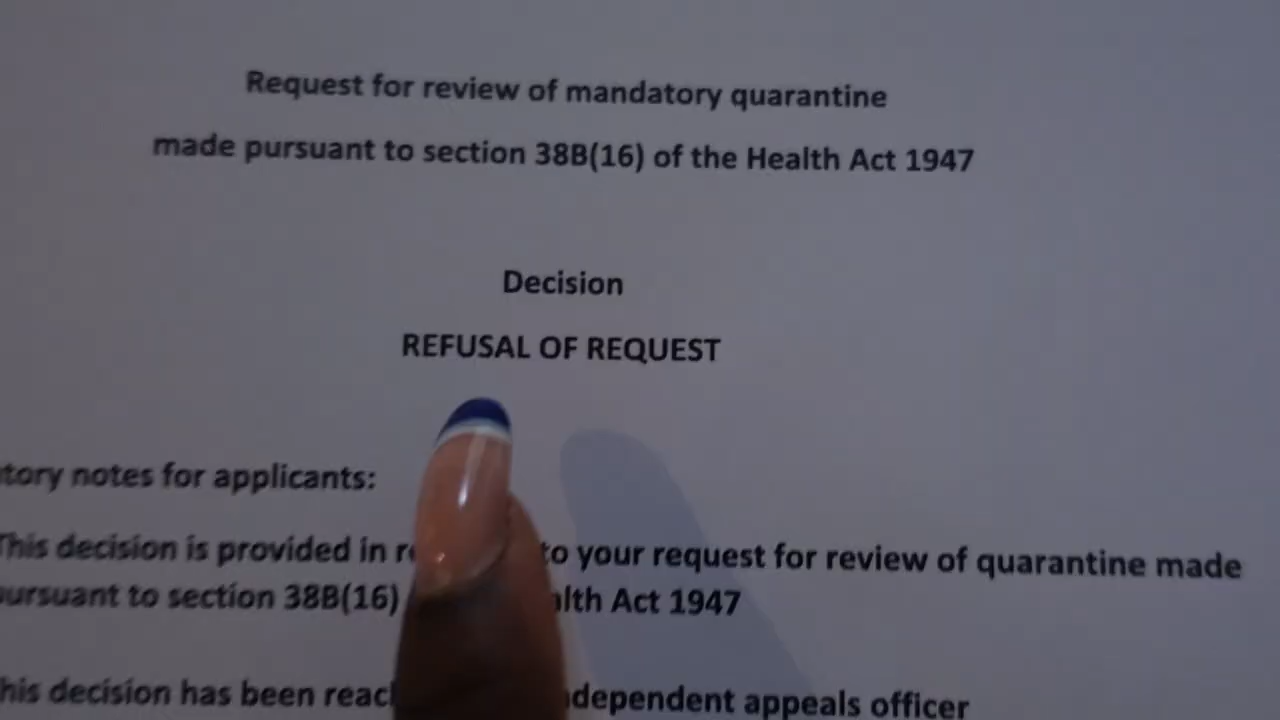 Request for review of mandatory quarantine
made pursuant to section 38B(16) of the Health Act 1947
Decision
REFUSAL OF REQUEST
tory notes for applicants:
This decision is provided in re to your request for review of quarantine made
pursuant to section 38B(16) alth Act 1947
his decision has been reac dependent appeals officer